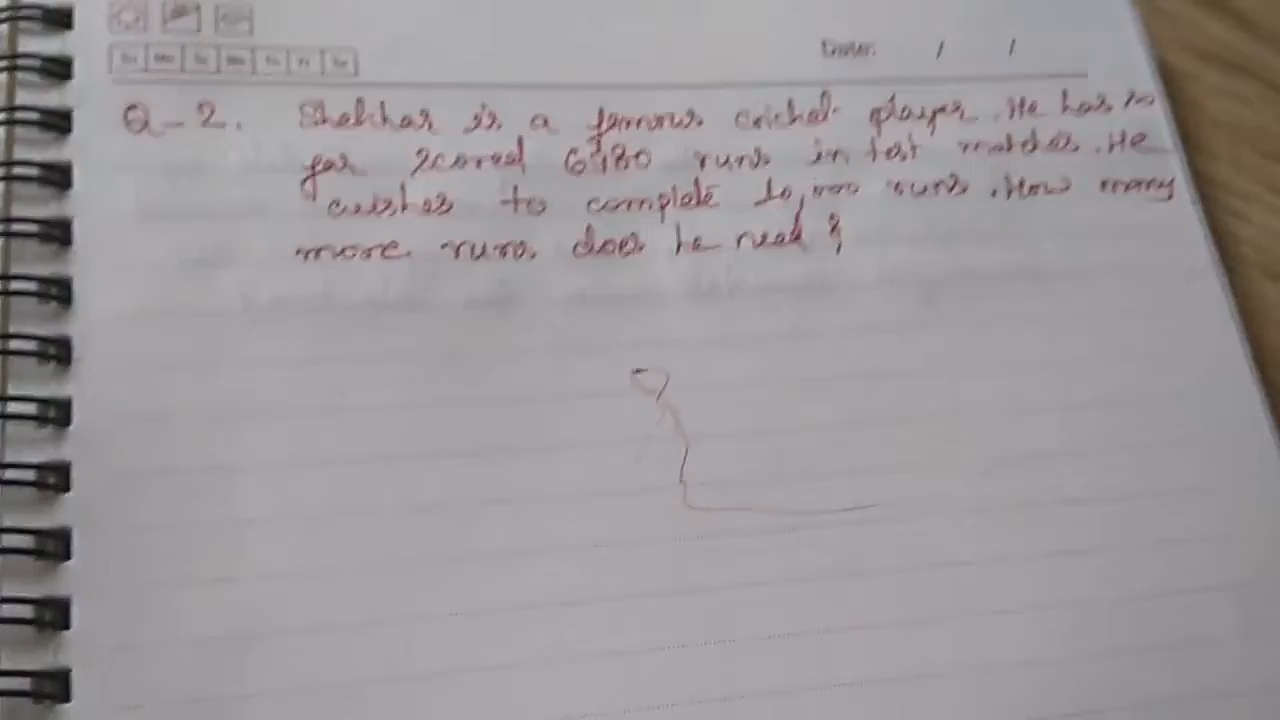 Date: / /
Q-2. Shekhar is a famous cricket player. He has so
far scored 6980 runs in test matches. He
wishes to complete 10,000 runs. How many
more runs does he need ?